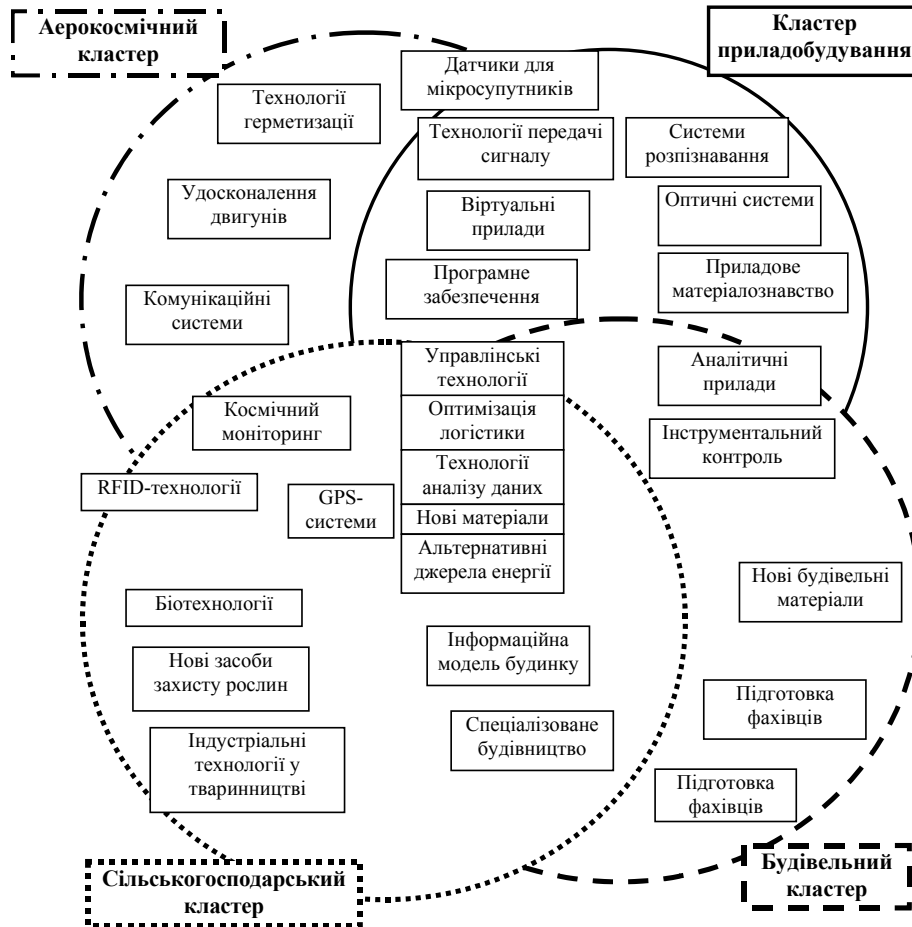 Аерокосмічний
кластер
Кластер
приладобудування
Датчики для
мікросупутників
Технології
герметизації
Технології передачі
сигналу
Системи
розпізнавання
Удосконалення
двигунів
Віртуальні
прилади
Оптичні системи
Комунікаційні
системи
Програмне
забезпечення
Приладове
матеріалознавство
Управлінські
технології
Аналітичні
прилади
Космічний
моніторинг
Оптимізація
логістики
Інструментальний
контроль
RFID-технології
GPS-
системи
Технології
аналізу даних
Нові матеріали
Альтернативні
джерела енергії
Нові будівельні
матеріали
Біотехнології
Нові засоби
захисту рослин
Інформаційна
модель будинку
Підготовка
фахівців
Індустріальні
технології у
тваринництві
Спеціалізоване
будівництво
Підготовка
фахівців
Сільськогосподарський
кластер
Будівельний
кластер